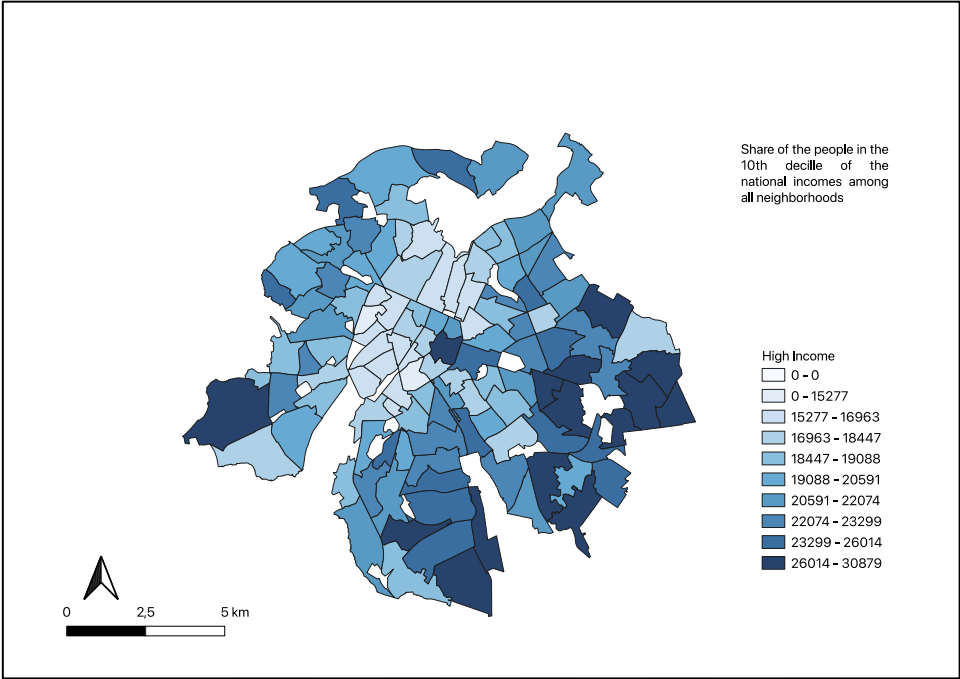 Share of the people in the
10th decille of the
national incomes among
all neighborhoods
High Income
0 - 0
0 - 15277
15277 - 16963
16963 - 18447
18447 - 19088
19088 - 20591
20591 - 22074
22074 - 23299
23299 - 26014
26014 - 30879
0 2,5 5 km